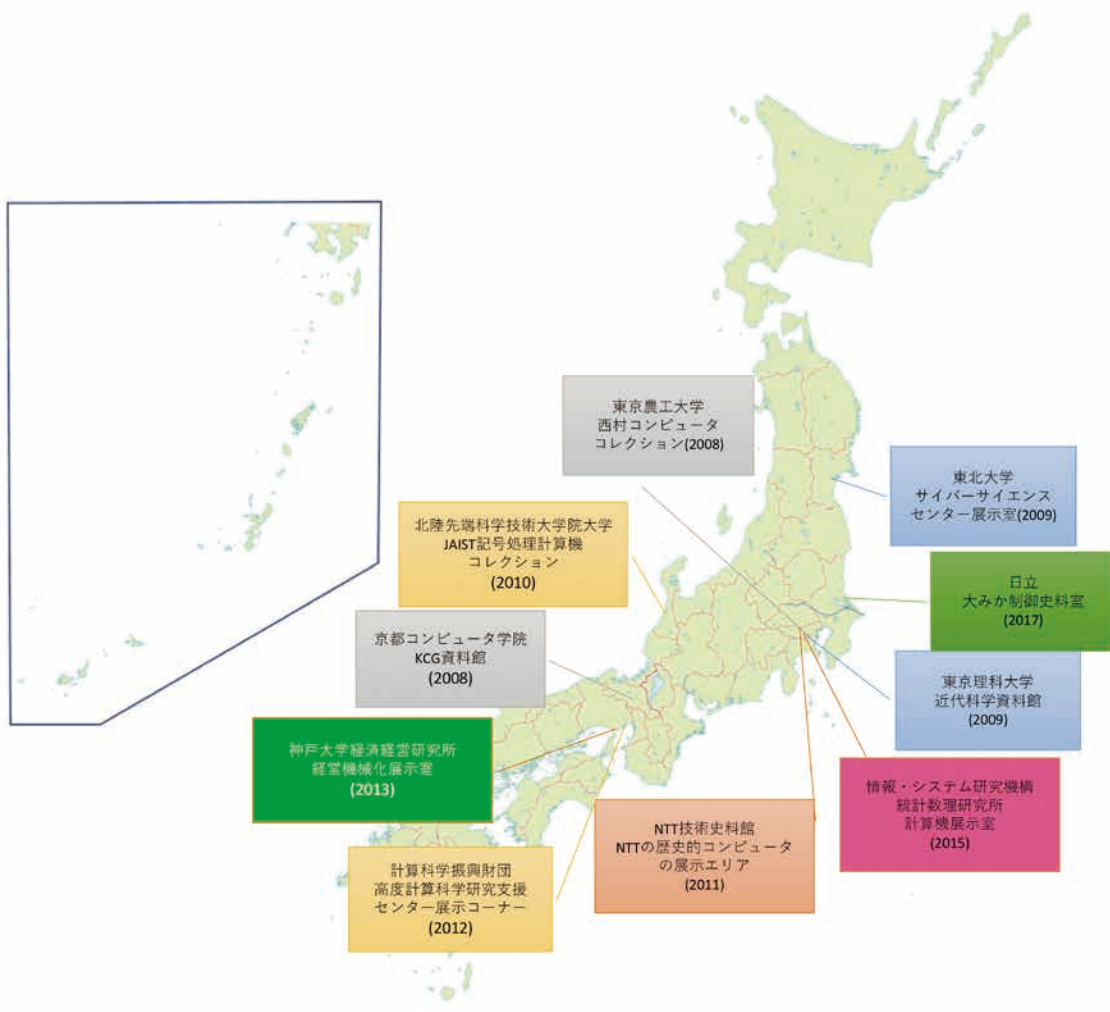 東京農工大学
西村コンピュータ
コレクション(2008)
東北大学
サイバーサイエンス
センター展示室(2009)
北陸先端科学技術大学院大学
JAIST記号処理計算機
コレクション
(2010)
日立
大みか制御史料室
(2017)
京都コンピュータ学院
KCG資料館
(2008)
東京理科大学
近代科学資料館
(2009)
神戸大学経済経営研究所
経営機械化展示室
(2013)
情報・システム研究機構
統計数理研究所
計算機展示室
(2015)
NTT技術史料館
NTTの歴史的コンピュータ
の展示エリア
(2011)
計算科学振興財団
高度計算科学研究支援
センター展示コーナー
(2012)